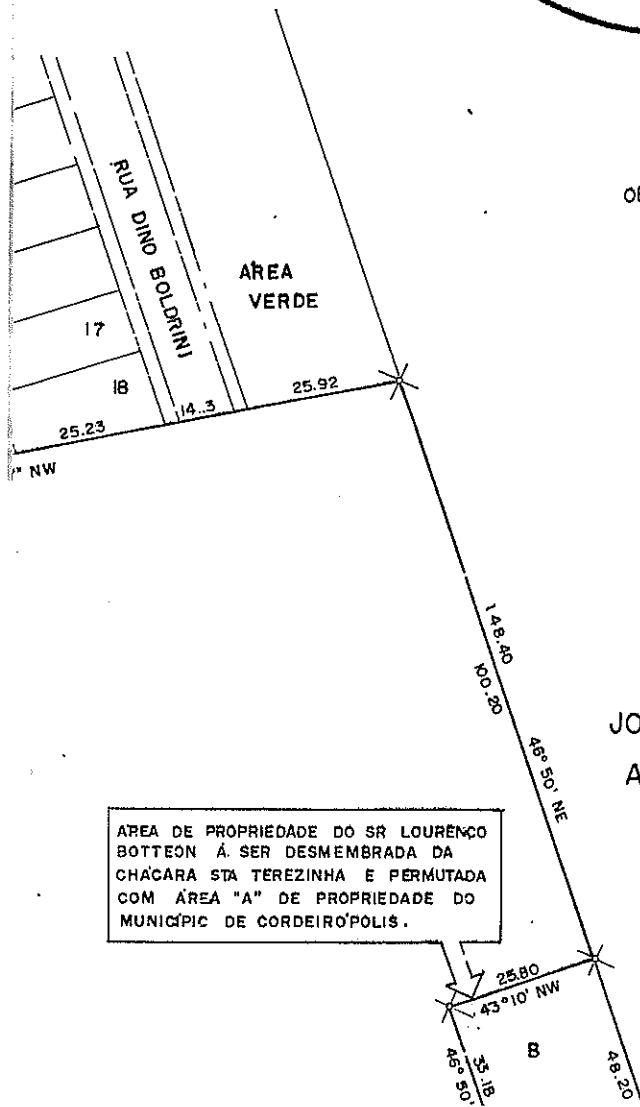 RUA DINO BOLDRINI
ÁREA
VERDE
17
18
25.23
14.3
25.92
" NW
148.40
100.20
46° 50' NE
JO
A
AREA DE PROPRIEDADE DO SR LOURENÇO
BOTTEON Á. SER DESMEMBRADA DA
CHÁCARA STA TEREZINHA E PERMUTADA
COM ÁREA "A" DE PROPRIEDADE DO
MUNICÍPIC DE CORDEIRÓPOLIS.
25.80
43°10' NW
B
33.18
46° 50'
48.20